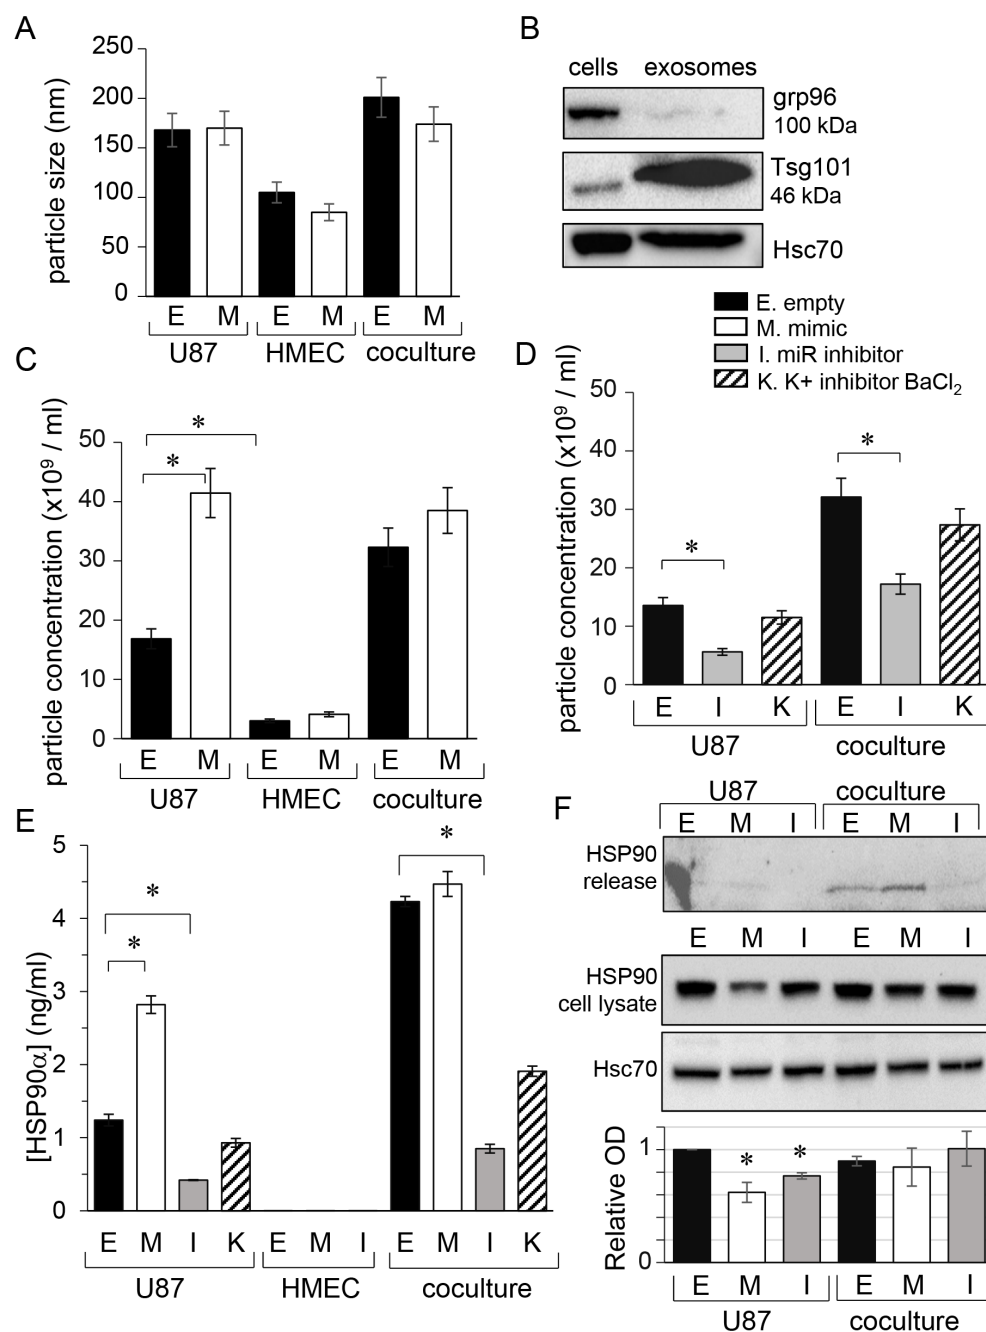 A
particle size (nm)
250
200
150
100
50
0
E M E M E M
U87 HMEC coculture
B
cells exosomes
grp96
100 kDa
Tsg101
46 kDa
Hsc70
E. empty
M. mimic
I. miR inhibitor
K. K+ inhibitor BaCl₂
C
particle concentration (x10⁹ / ml)
50
40
30
20
10
0
*
*
E M E M E M
U87 HMEC coculture
D
particle concentration (x10⁹ / ml)
50
40
30
20
10
0
*
*
E I K E I K
U87 coculture
E
[HSP90α] (ng/ml)
5
4
3
2
1
0
*
*
*
E M I K E M I E M I K
U87 HMEC coculture
F
U87 coculture
E M I E M I
HSP90
release
E M I E M I
HSP90
cell lysate
Hsc70
Relative OD
1
0
* *
E M I E M I
U87 coculture